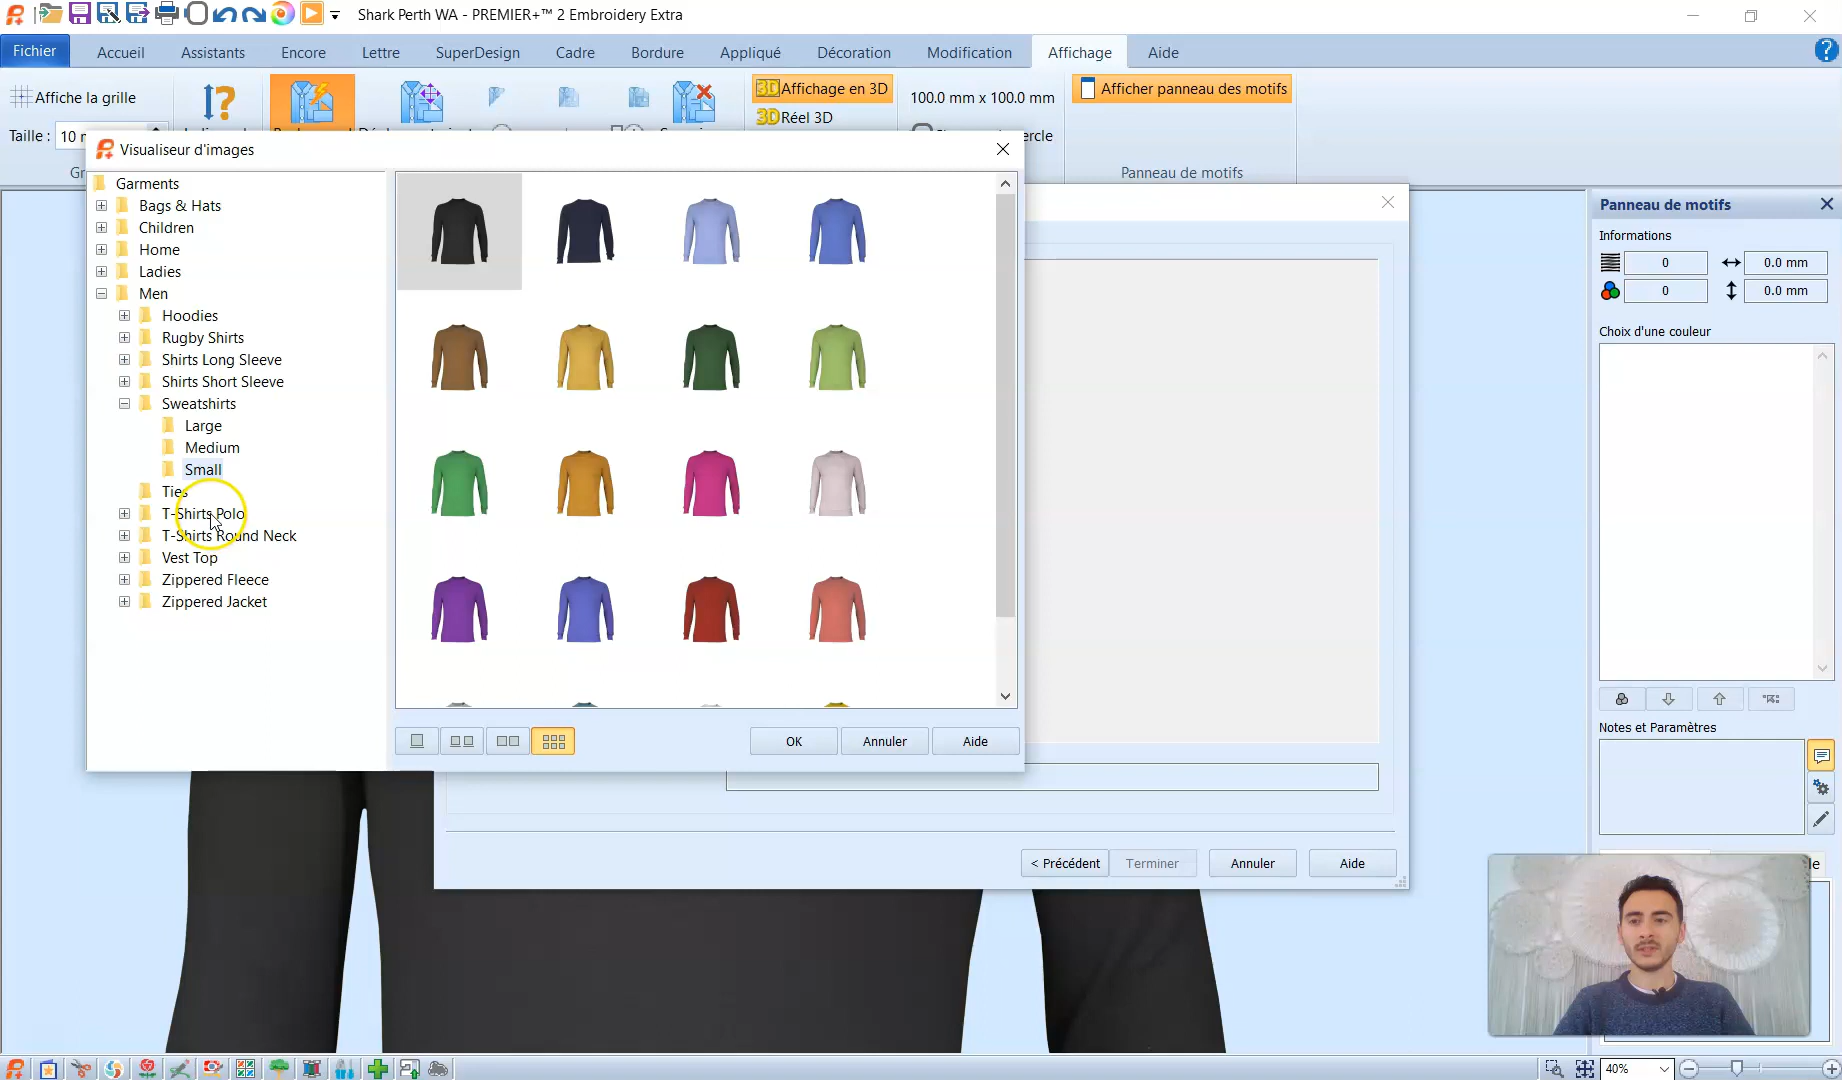 Shark Perth WA - PREMIER+™ 2 Embroidery Extra
Fichier Accueil Assistants Encore Lettre SuperDesign Cadre Bordure Appliqué Décoration Modification Affichage Aide
Affiche la grille
Taille : 10
3D Affichage en 3D
3D Réel 3D
100.0 mm x 100.0 mm
Afficher panneau des motifs
Panneau de motifs
Visualiseur d'images
Garments
Bags & Hats
Children
Home
Ladies
Men
Hoodies
Rugby Shirts
Shirts Long Sleeve
Shirts Short Sleeve
Sweatshirts
Large
Medium
Small
Ties
T-Shirts Polo
T-Shirts Round Neck
Vest Top
Zippered Fleece
Zippered Jacket
OK Annuler Aide
< Précédent Terminer Annuler Aide
Panneau de motifs
Informations
0 0.0 mm
0 0.0 mm
Choix d'une couleur
Notes et Paramètres
40%